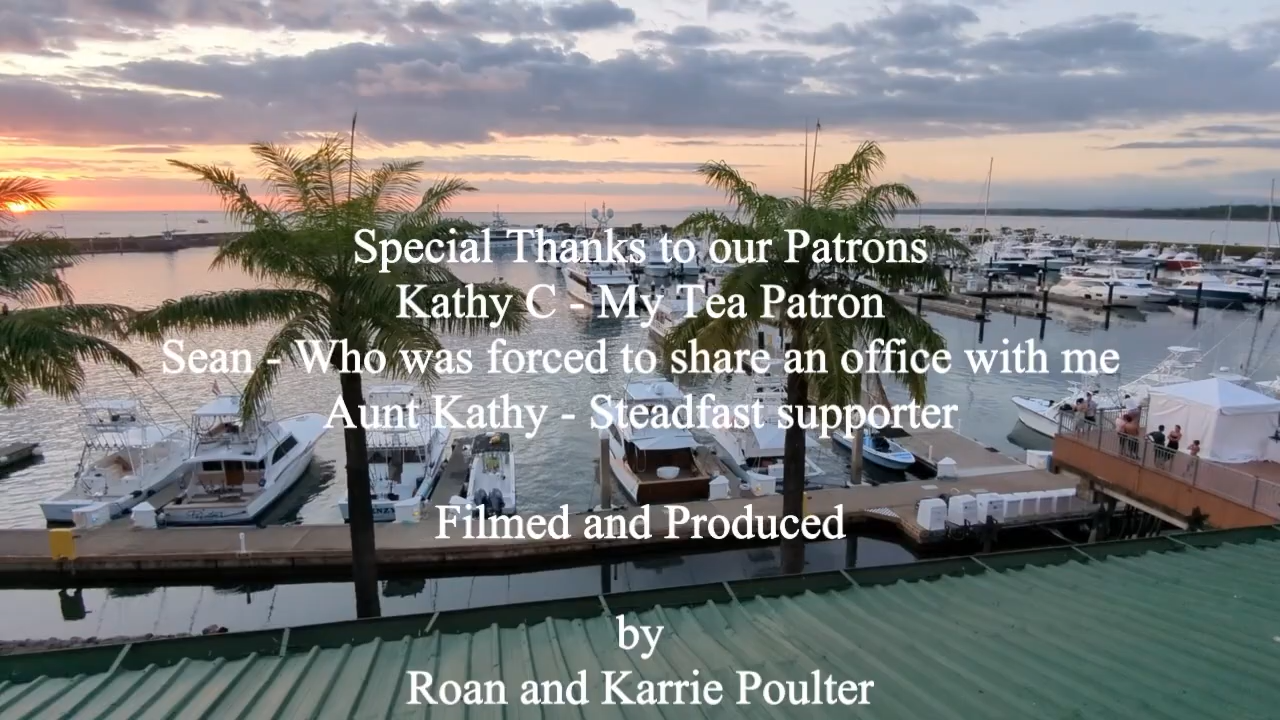 Special Thanks to our Patrons
Kathy C - My Tea Patron
Sean - Who was forced to share an office with me
Aunt Kathy - Steadfast supporter
Filmed and Produced
by
Roan and Karrie Poulter